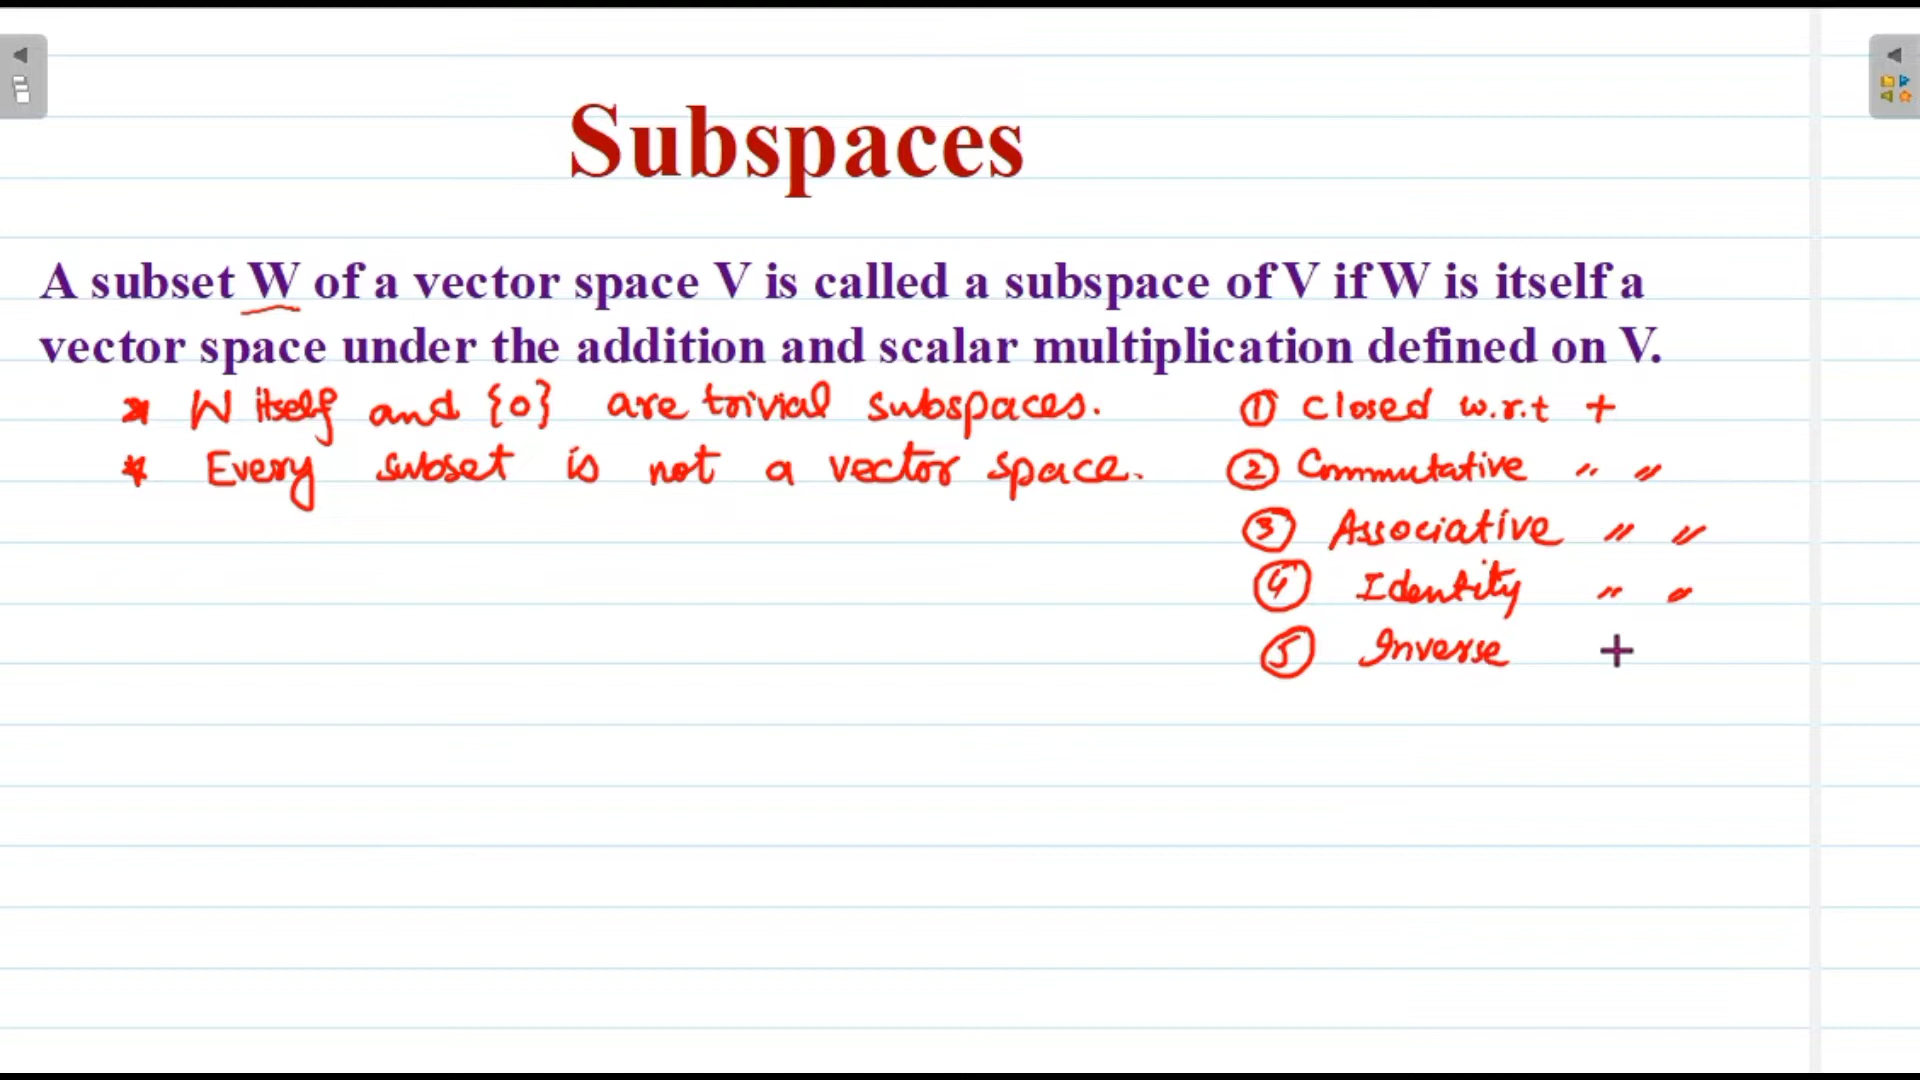 Subspaces
A subset W of a vector space V is called a subspace of V if W is itself a
vector space under the addition and scalar multiplication defined on V.
* W itself and {0} are trivial subspaces.
* Every subset is not a vector space.
① Closed w.r.t +
② Commutative " "
③ Associative " "
④ Identity " "
⑤ Inverse